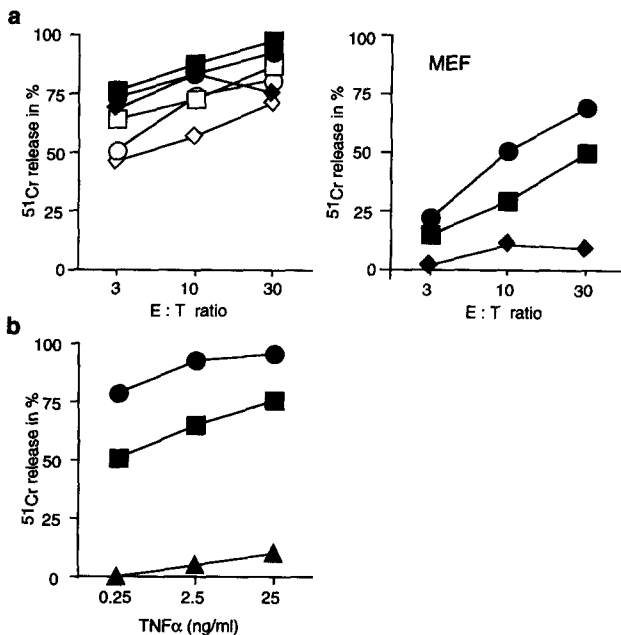 a
100
75
50
25
0
⁵¹Cr release in %
3 10 30
E : T ratio
MEF
100
75
50
25
0
⁵¹Cr release in %
3 10 30
E : T ratio
b
100
75
50
25
0
⁵¹Cr release in %
0.25 2.5 25
TNFα (ng/ml)